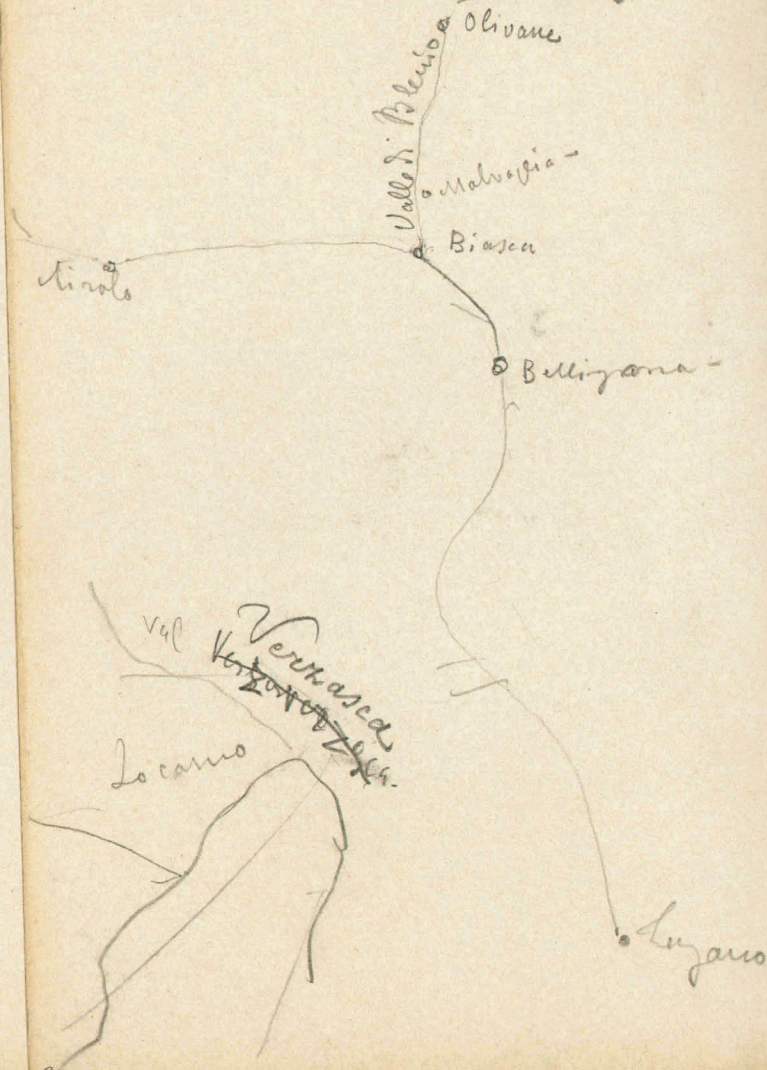 Olivone
Valle di Blenio
Malvaglia
Biasca
Airolo
Bellinzona
Val Verzasca
Locarno
Lugano